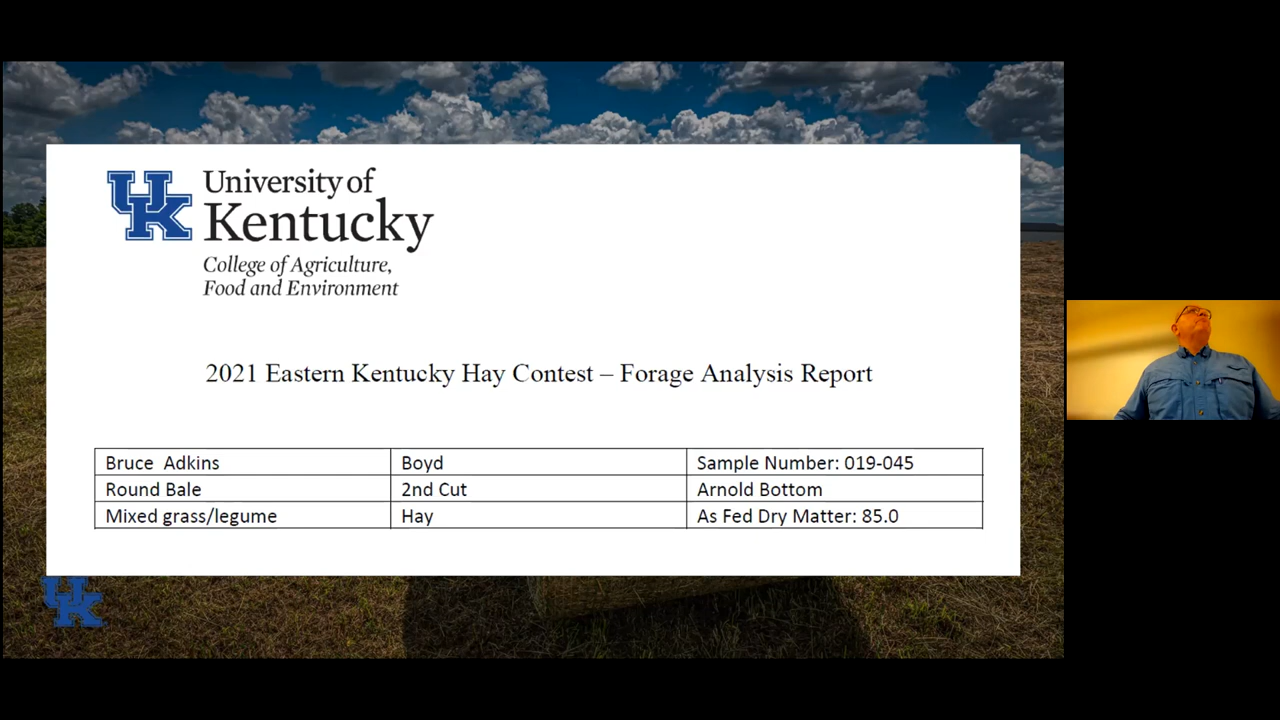 UK
University of
Kentucky
College of Agriculture,
Food and Environment
2021 Eastern Kentucky Hay Contest – Forage Analysis Report
Bruce  Adkins Boyd Sample Number: 019-045
Round Bale 2nd Cut Arnold Bottom
Mixed grass/legume Hay As Fed Dry Matter: 85.0
UK